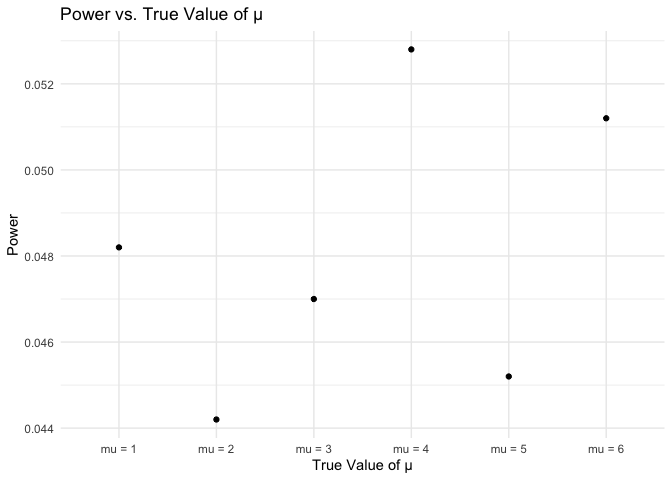 Power vs. True Value of μ
Power
0.052
0.050
0.048
0.046
0.044
mu = 1 mu = 2 mu = 3 mu = 4 mu = 5 mu = 6
True Value of μ